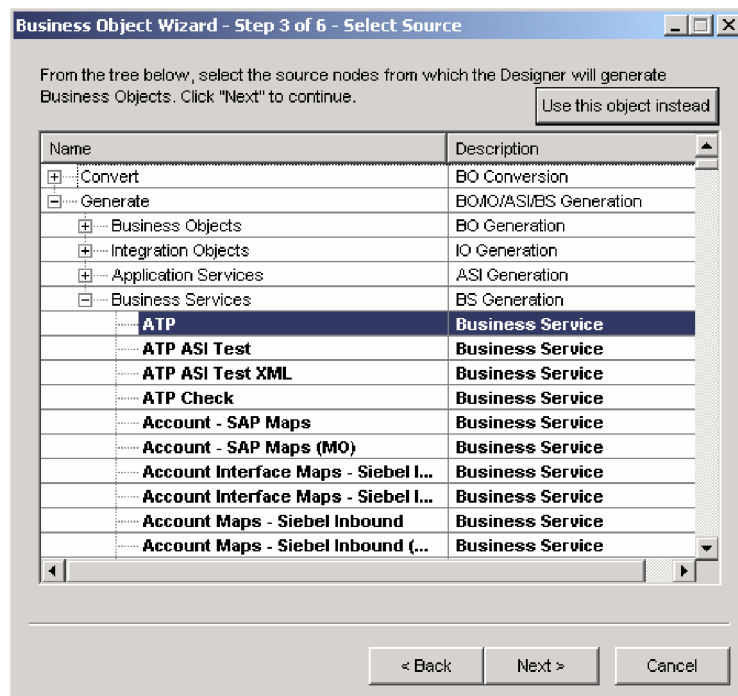 Business Object Wizard - Step 3 of 6 - Select Source
From the tree below, select the source nodes from which the Designer will generate
Business Objects. Click "Next" to continue.
Use this object instead
Name Description
Convert BO Conversion
Generate BO/IO/ASI/BS Generation
Business Objects BO Generation
Integration Objects IO Generation
Application Services ASI Generation
Business Services BS Generation
ATP Business Service
ATP ASI Test Business Service
ATP ASI Test XML Business Service
ATP Check Business Service
Account - SAP Maps Business Service
Account - SAP Maps (MO) Business Service
Account Interface Maps - Siebel I... Business Service
Account Interface Maps - Siebel I... Business Service
Account Maps - Siebel Inbound Business Service
Account Maps - Siebel Inbound (... Business Service
< Back Next > Cancel